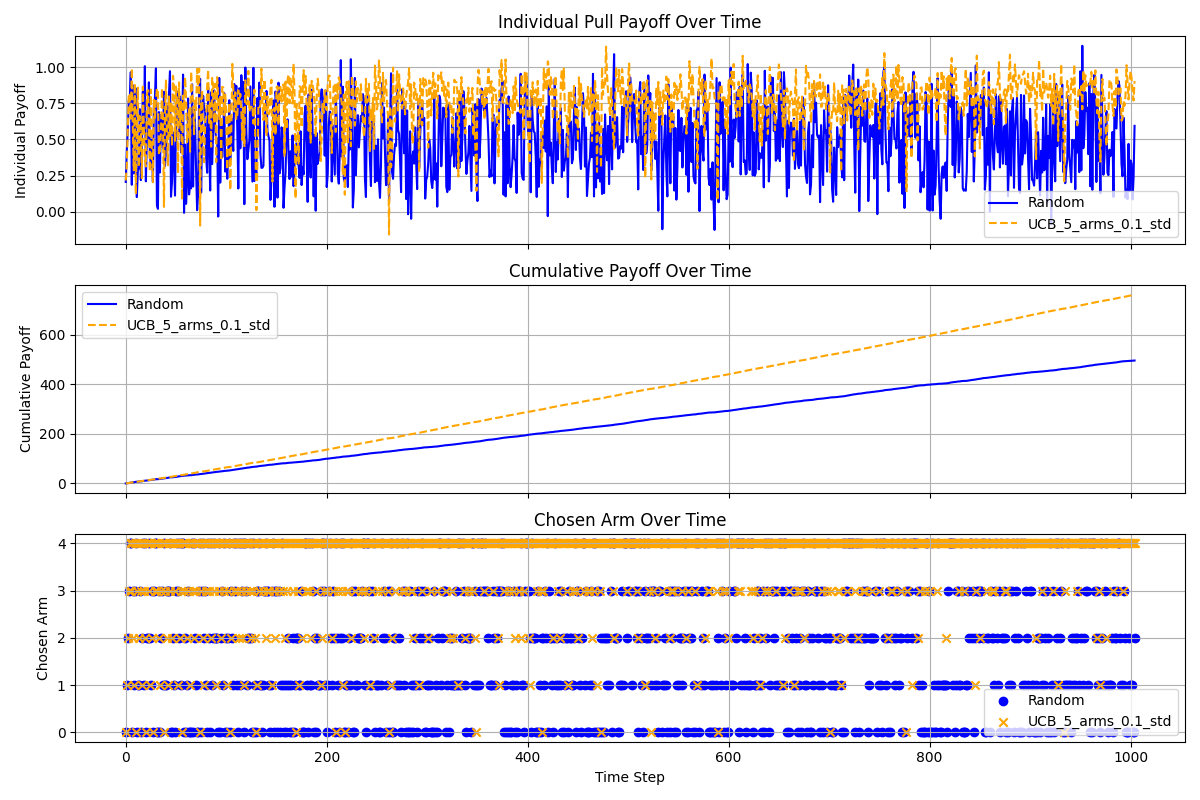 Individual Pull Payoff Over Time
Individual Payoff
1.00
0.75
0.50
0.25
0.00
Random
UCB_5_arms_0.1_std
Cumulative Payoff Over Time
Cumulative Payoff
600
400
200
0
Random
UCB_5_arms_0.1_std
Chosen Arm Over Time
Chosen Arm
4
3
2
1
0
Random
UCB_5_arms_0.1_std
0 200 400 600 800 1000
Time Step